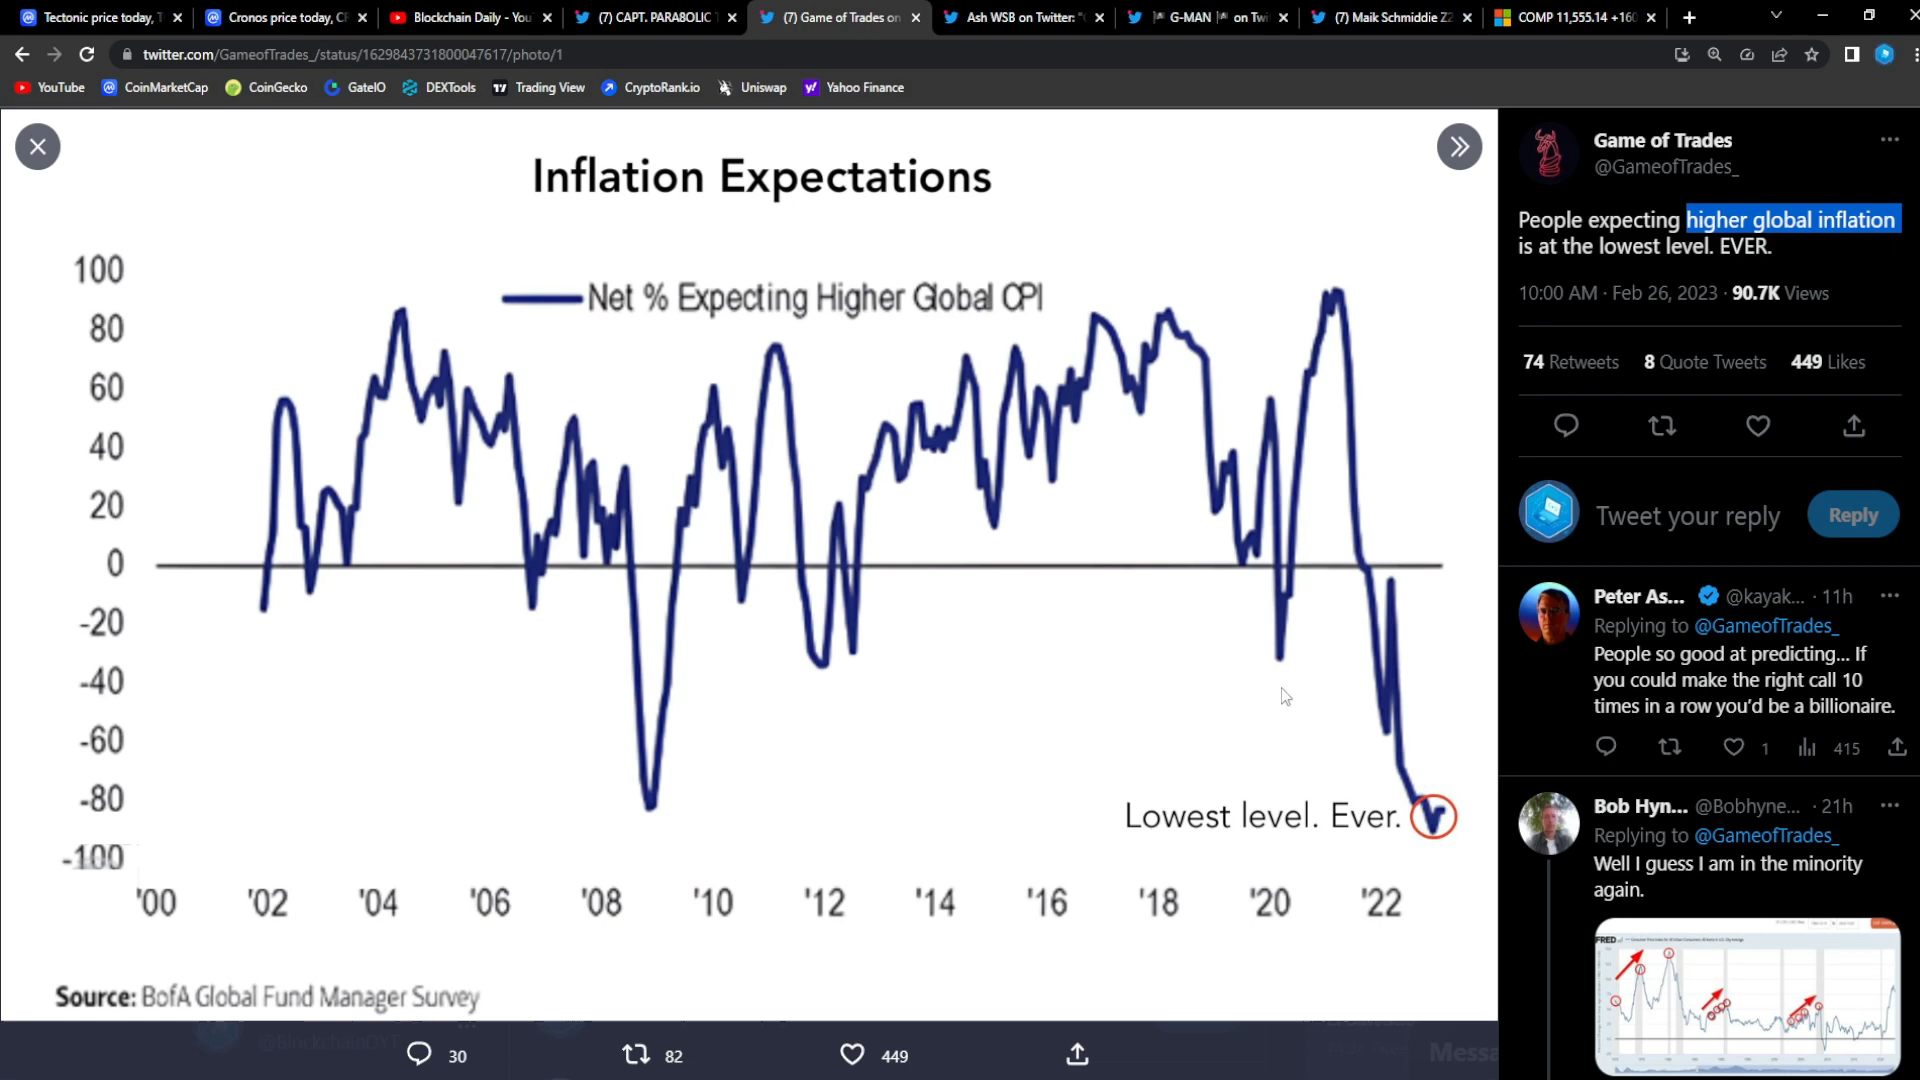 Tectonic price today, T
Cronos price today, CR
Blockchain Daily - You
(7) CAPT. PARA8OLIC T
(7) Game of Trades on
Ash WSB on Twitter: "
G-MAN on Twi
(7) Maik Schmiddie Z2
COMP 11,555.14 +160
twitter.com/GameofTrades_/status/1629843731800047617/photo/1
YouTube
CoinMarketCap
CoinGecko
GateIO
DEXTools
Trading View
CryptoRank.io
Uniswap
Yahoo Finance
Inflation Expectations
Net % Expecting Higher Global CPI
100
80
60
40
20
0
-20
-40
-60
-80
-100
Lowest level. Ever.
'00 '02 '04 '06 '08 '10 '12 '14 '16 '18 '20 '22
Source: BofA Global Fund Manager Survey
30 82 449
Game of Trades
@GameofTrades_
People expecting higher global inflation
is at the lowest level. EVER.
10:00 AM · Feb 26, 2023 · 90.7K Views
74 Retweets 8 Quote Tweets 449 Likes
Tweet your reply
Reply
Peter As... @kayak... · 11h
Replying to @GameofTrades_
People so good at predicting... If
you could make the right call 10
times in a row you'd be a billionaire.
1 415
Bob Hyn... @Bobhyne... · 21h
Replying to @GameofTrades_
Well I guess I am in the minority
again.
FRED